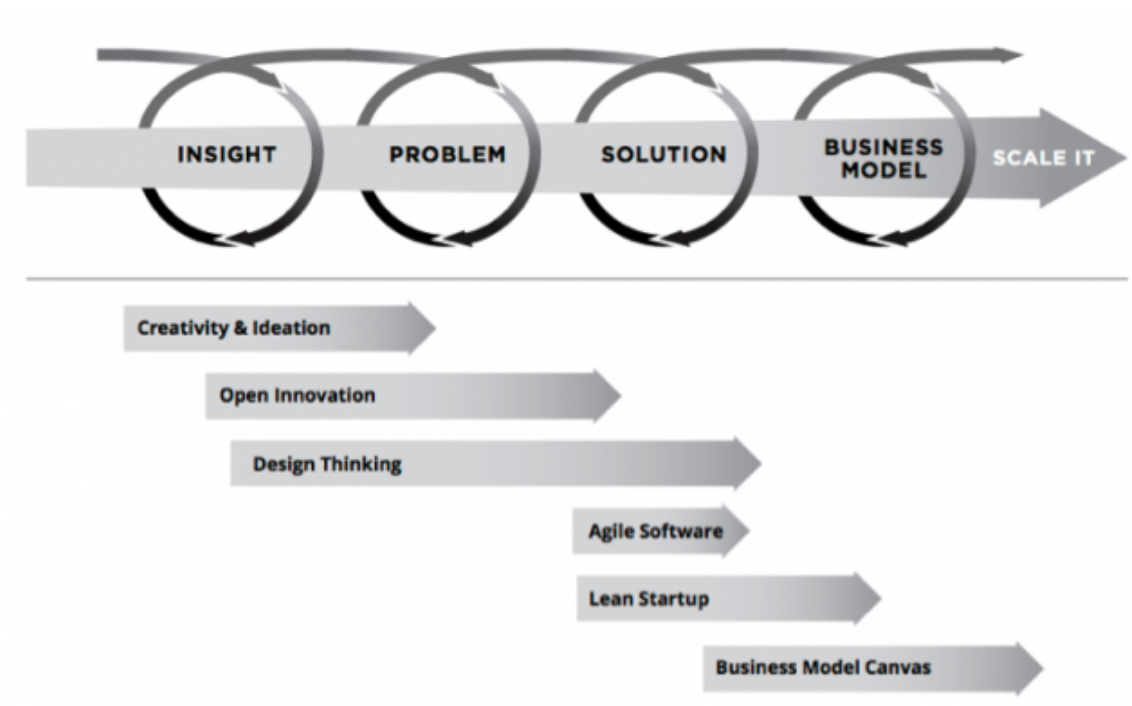 INSIGHT
PROBLEM
SOLUTION
BUSINESS
MODEL
SCALE IT
Creativity & Ideation
Open Innovation
Design Thinking
Agile Software
Lean Startup
Business Model Canvas